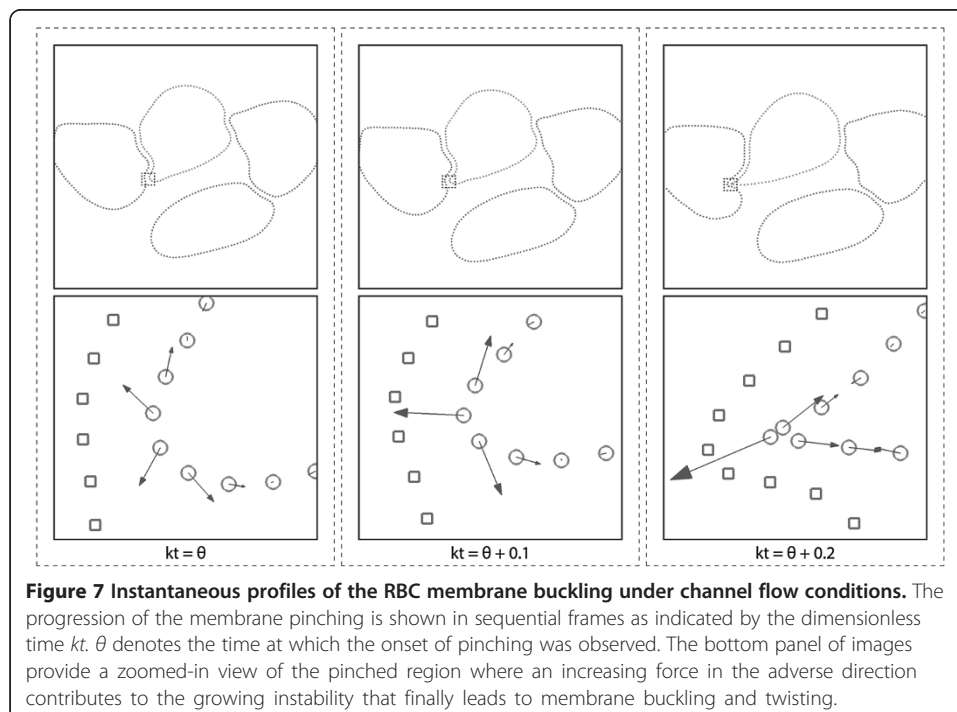 kt = θ
kt = θ + 0.1
kt = θ + 0.2
Figure 7 Instantaneous profiles of the RBC membrane buckling under channel flow conditions. The
progression of the membrane pinching is shown in sequential frames as indicated by the dimensionless
time kt. θ denotes the time at which the onset of pinching was observed. The bottom panel of images
provide a zoomed-in view of the pinched region where an increasing force in the adverse direction
contributes to the growing instability that finally leads to membrane buckling and twisting.